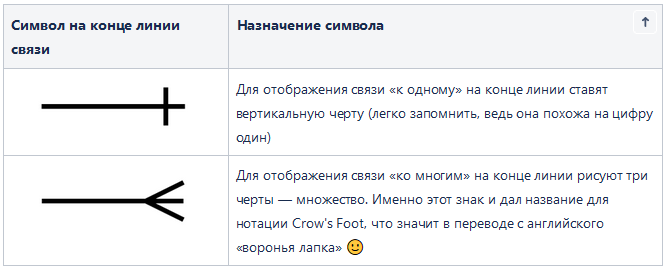 Символ на конце линии
связи
Назначение символа
Для отображения связи «к одному» на конце линии ставят
вертикальную черту (легко запомнить, ведь она похожа на цифру
один)
Для отображения связи «ко многим» на конце линии рисуют три
черты — множество. Именно этот знак и дал название для
нотации Crow's Foot, что значит в переводе с английского
«воронья лапка» 🙂